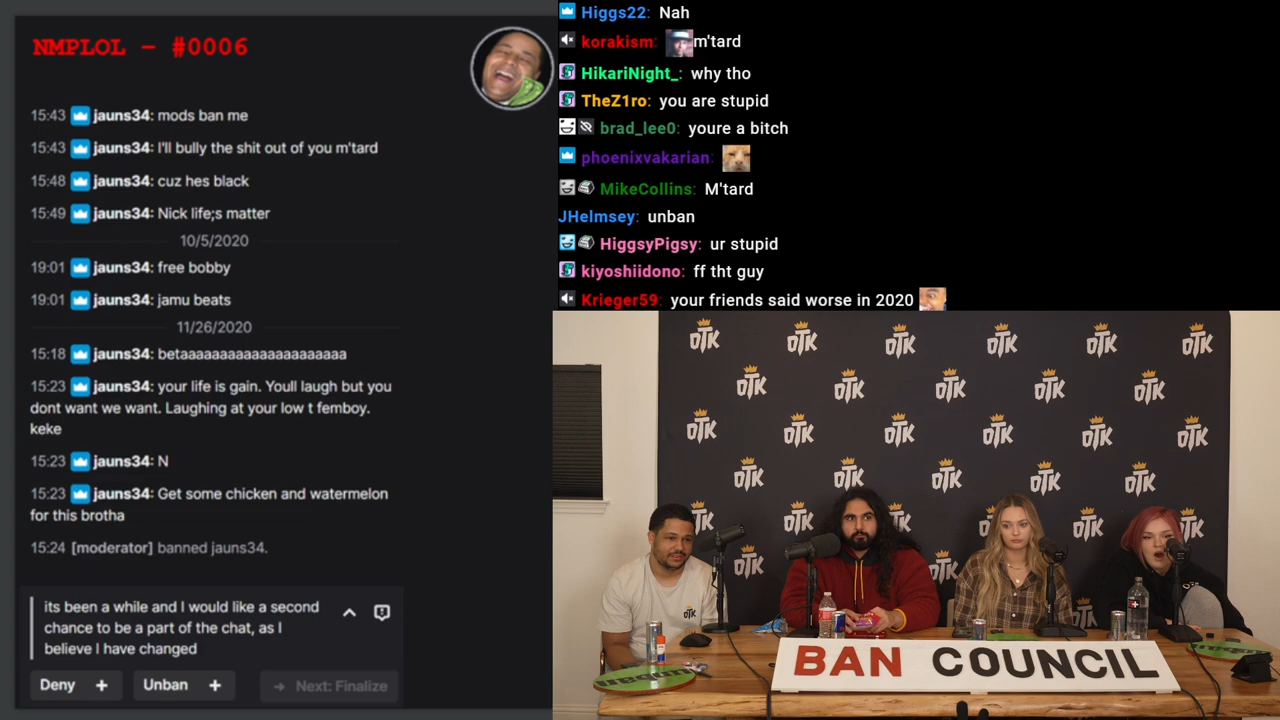 NMPLOL - #0006
15:43 jauns34: mods ban me
15:43 jauns34: I'll bully the shit out of you m'tard
15:48 jauns34: cuz hes black
15:49 jauns34: Nick life;s matter
10/5/2020
19:01 jauns34: free bobby
19:01 jauns34: jamu beats
11/26/2020
15:18 jauns34: betaaaaaaaaaaaaaaaaaaaaa
15:23 jauns34: your life is gain. Youll laugh but you
dont want we want. Laughing at your low t femboy.
keke
15:23 jauns34: N
15:23 jauns34: Get some chicken and watermelon
for this brotha
15:24 [moderator] banned jauns34.
its been a while and I would like a second
chance to be a part of the chat, as I
believe I have changed
Deny +
Unban +
→ Next: Finalize
Higgs22: Nah
korakism: m'tard
HikariNight_: why tho
TheZ1ro: you are stupid
brad_lee0: youre a bitch
phoenixvakarian:
MikeCollins: M'tard
JHelmsey: unban
HiggsyPigsy: ur stupid
kiyoshiidono: ff tht guy
Krieger59: your friends said worse in 2020
OTK
BAN COUNCIL